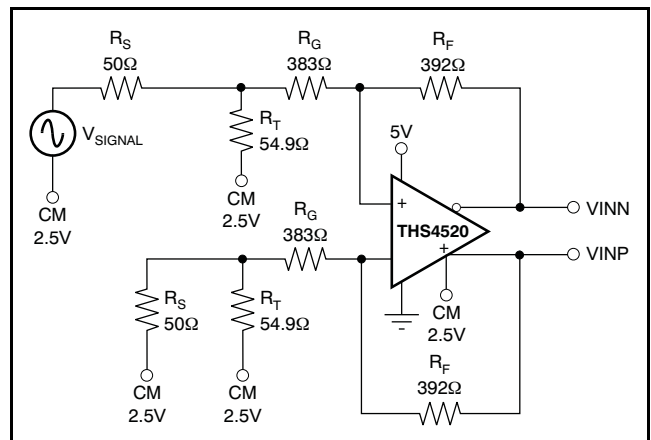 RS
50Ω
RG
383Ω
RF
392Ω
VSIGNAL
RT
54.9Ω
5V
CM
2.5V
CM
2.5V
RG
383Ω
+
THS4520
+
VINN
VINP
RS
50Ω
RT
54.9Ω
CM
2.5V
RF
392Ω
CM
2.5V
CM
2.5V